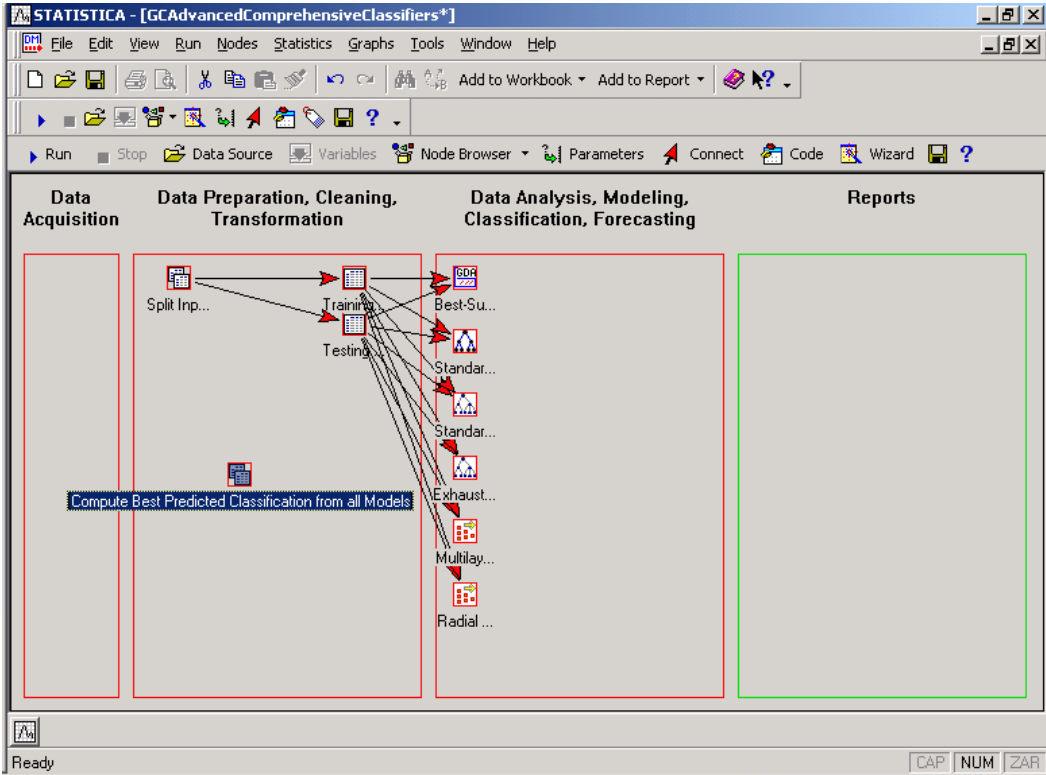 STATISTICA - [GCAdvancedComprehensiveClassifiers*]
DM File Edit View Run Nodes Statistics Graphs Tools Window Help
Add to Workbook Add to Report ?
?
Run Stop Data Source Variables Node Browser Parameters Connect Code Wizard ?
Data Acquisition
Data Preparation, Cleaning, Transformation
Data Analysis, Modeling, Classification, Forecasting
Reports
Split Inp...
Training...
Testing...
GDA
Best-Su...
Standar...
Standar...
Exhaust...
Compute Best Predicted Classification from all Models
Multilay...
Radial ...
Ready
CAP NUM ZAR